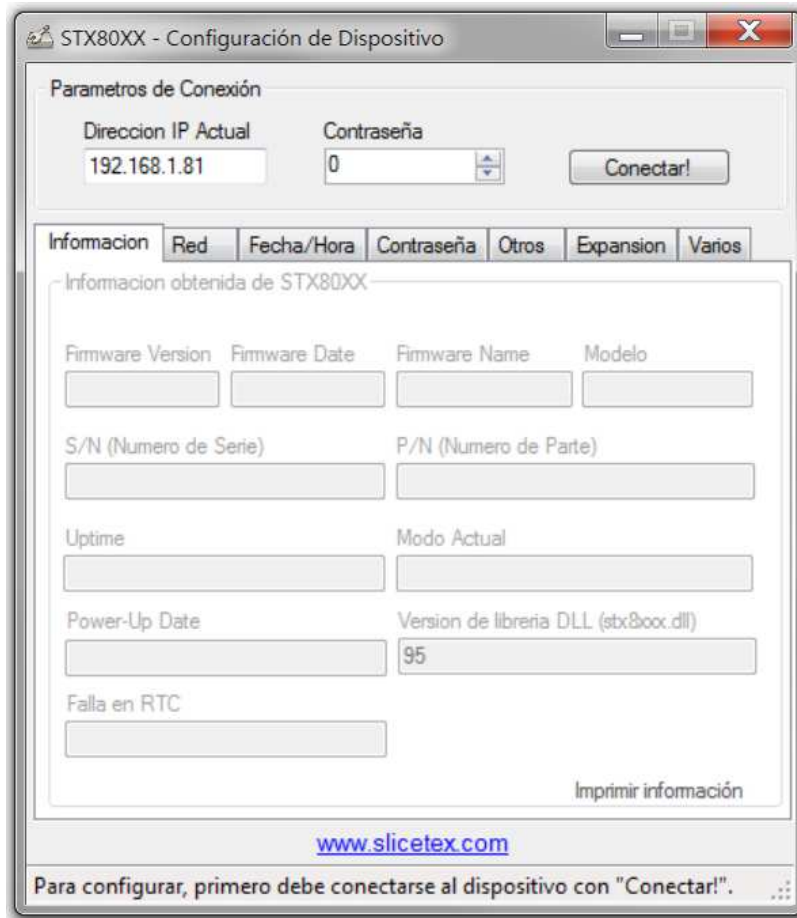 STX80XX - Configuración de Dispositivo
Parametros de Conexión
Direccion IP Actual Contraseña
192.168.1.81 0 Conectar!
Informacion Red Fecha/Hora Contraseña Otros Expansion Varios
Informacion obtenida de STX80XX
Firmware Version Firmware Date Firmware Name Modelo
S/N (Numero de Serie) P/N (Numero de Parte)
Uptime Modo Actual
Power-Up Date Version de libreria DLL (stx8xxx.dll)
95
Falla en RTC
Imprimir información
www.slicetex.com
Para configurar, primero debe conectarse al dispositivo con "Conectar!".